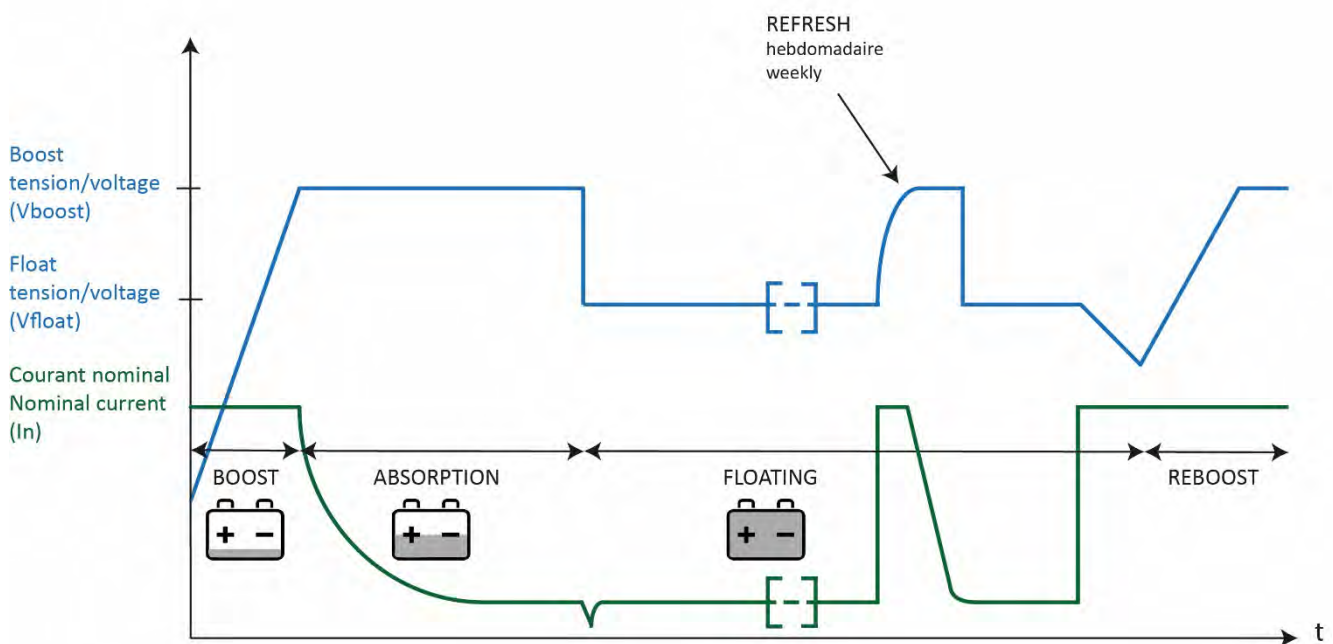 REFRESH
hebdomadaire
weekly
Boost
tension/voltage
(Vboost)
Float
tension/voltage
(Vfloat)
Courant nominal
Nominal current
(In)
BOOST
ABSORPTION
FLOATING
REBOOST
+ −
+ −
+ −
t